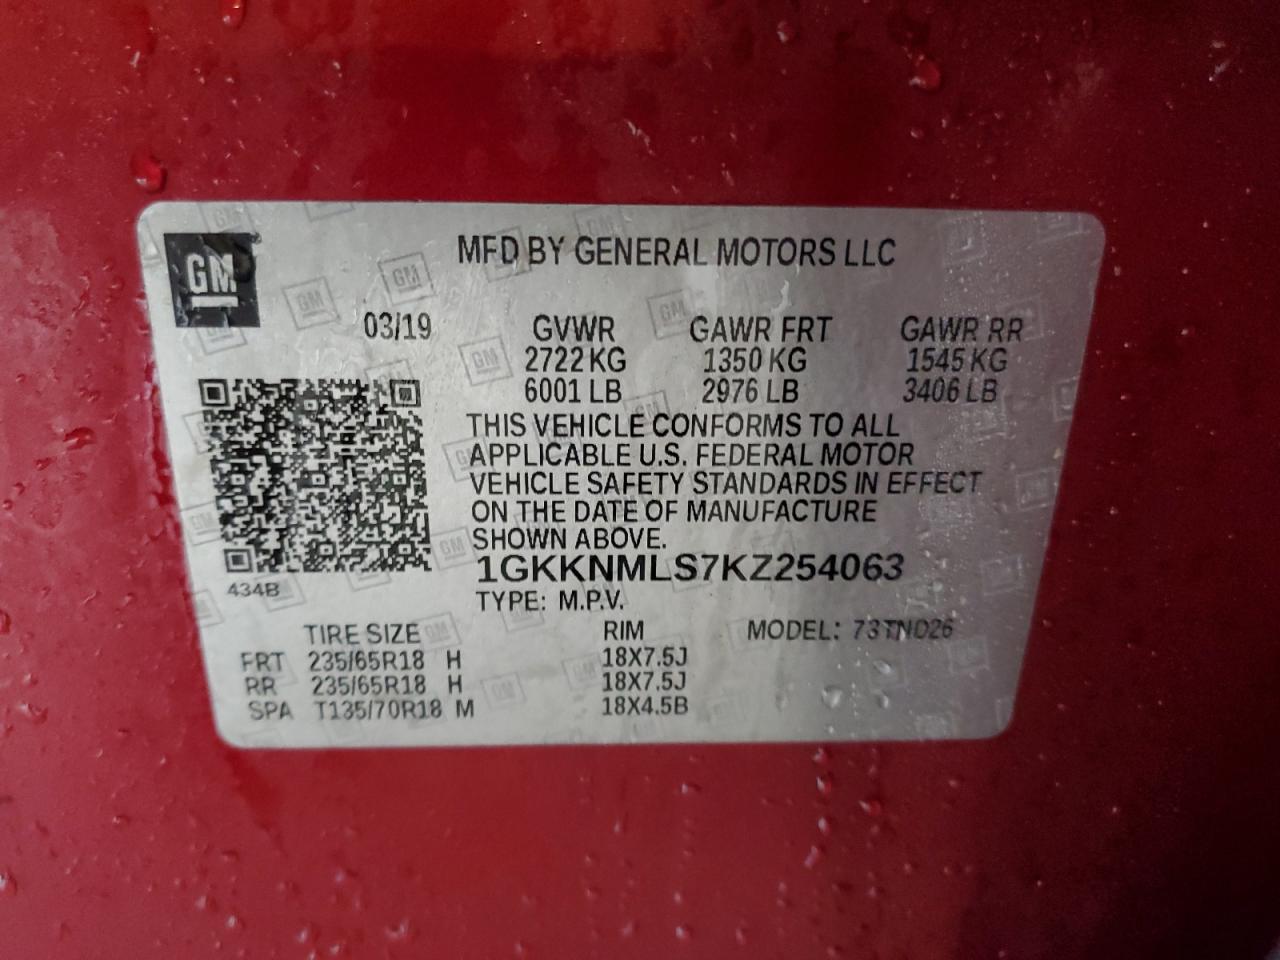 GM
MFD BY GENERAL MOTORS LLC
03/19 GVWR GAWR FRT GAWR RR
2722 KG 1350 KG 1545 KG
6001 LB 2976 LB 3406 LB
THIS VEHICLE CONFORMS TO ALL
APPLICABLE U.S. FEDERAL MOTOR
VEHICLE SAFETY STANDARDS IN EFFECT
ON THE DATE OF MANUFACTURE
SHOWN ABOVE.
434B
1GKKNMLS7KZ254063
TYPE: M.P.V.
TIRE SIZE RIM MODEL: 73TNO26
FRT 235/65R18 H 18X7.5J
RR 235/65R18 H 18X7.5J
SPA T135/70R18 M 18X4.5B